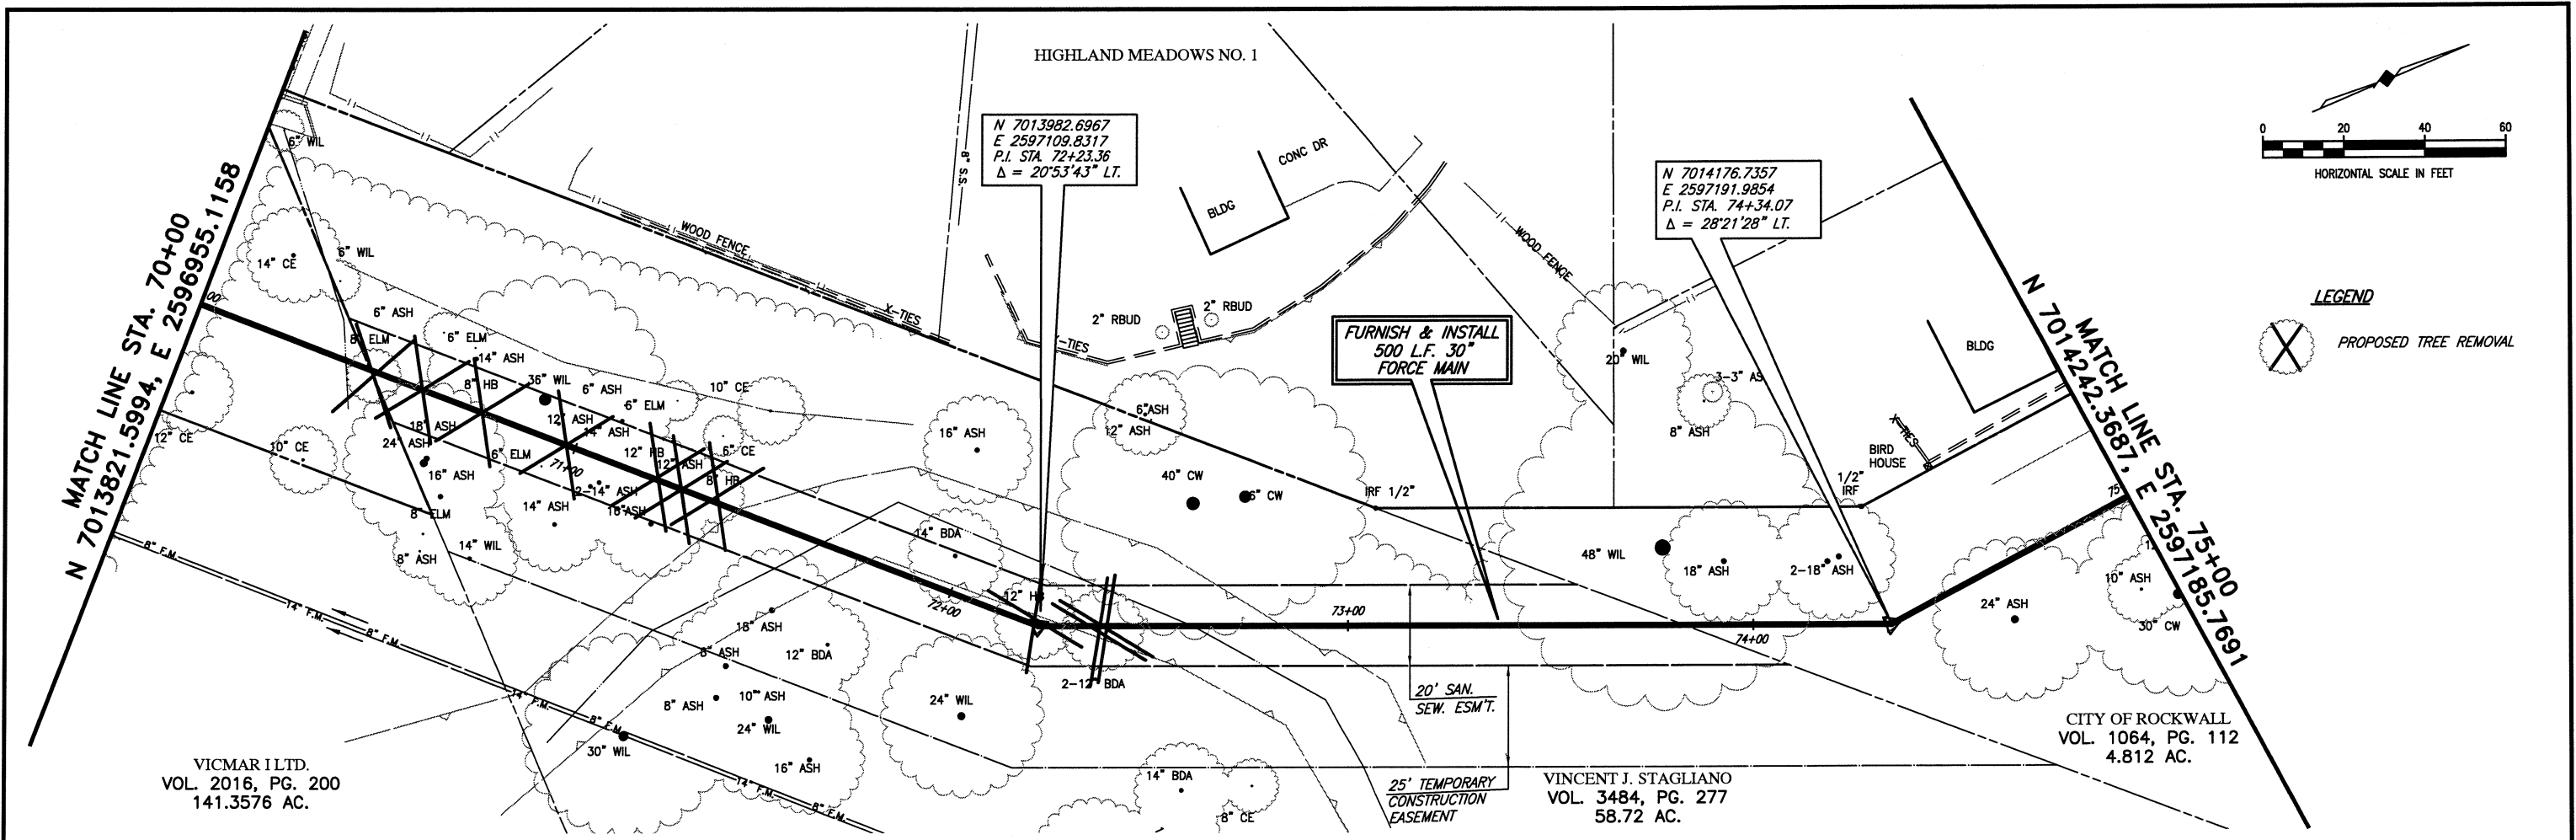 HIGHLAND MEADOWS NO. 1
MATCH LINE STA. 70+00
N 7013821.5994, E 2596955.1158
N 7013982.6967
E 2597109.8317
P.I. STA. 72+23.36
Δ = 20°53'43" LT.
N 7014176.7357
E 2597191.9854
P.I. STA. 74+34.07
Δ = 28°21'28" LT.
FURNISH & INSTALL
500 L.F. 30"
FORCE MAIN
MATCH LINE STA. 75+00
N 7014242.3687, E 2597185.7691
0 20 40 60
HORIZONTAL SCALE IN FEET
LEGEND
PROPOSED TREE REMOVAL
6" WIL
14" CE
6" WIL
00
6" ASH
8" ELM
6" ELM
14" ASH
8" HB
36" WIL
6" ASH
6" ELM
10" CE
12" ASH
14" ASH
18" ASH
24" ASH
16" ASH
6" ELM
71+00
12" HB
12" ASH
6" CE
8" HB
2-14" ASH
14" ASH
16" ASH
8" ELM
8" ASH
14" WIL
12" CE
10" CE
WOOD FENCE
X-TIES
8" S.S.
BLDG
CONC DR
2" RBUD
2" RBUD
X-TIES
16" ASH
14" BDA
72+00
12" HB
2-12" BDA
6" ASH
12" ASH
40" CW
CW
IRF 1/2"
73+00
74+00
WOOD FENCE
20" WIL
8" ASH
48" WIL
18" ASH
2-18" ASH
1/2"
IRF
BIRD
HOUSE
X-TIES
BLDG
75
24" ASH
10" ASH
30" CW
8" F.M.
14" F.M.
8" F.M.
14"
F.M.
8" F.M.
14" F.M.
8" F.M.
18" ASH
8" ASH
12" BDA
8" ASH
10" ASH
24" WIL
30" WIL
16" ASH
24" WIL
14" BDA
8" CE
20' SAN.
SEW. ESM'T.
25' TEMPORARY
CONSTRUCTION
EASEMENT
VICMAR I LTD.
VOL. 2016, PG. 200
141.3576 AC.
VINCENT J. STAGLIANO
VOL. 3484, PG. 277
58.72 AC.
CITY OF ROCKWALL
VOL. 1064, PG. 112
4.812 AC.